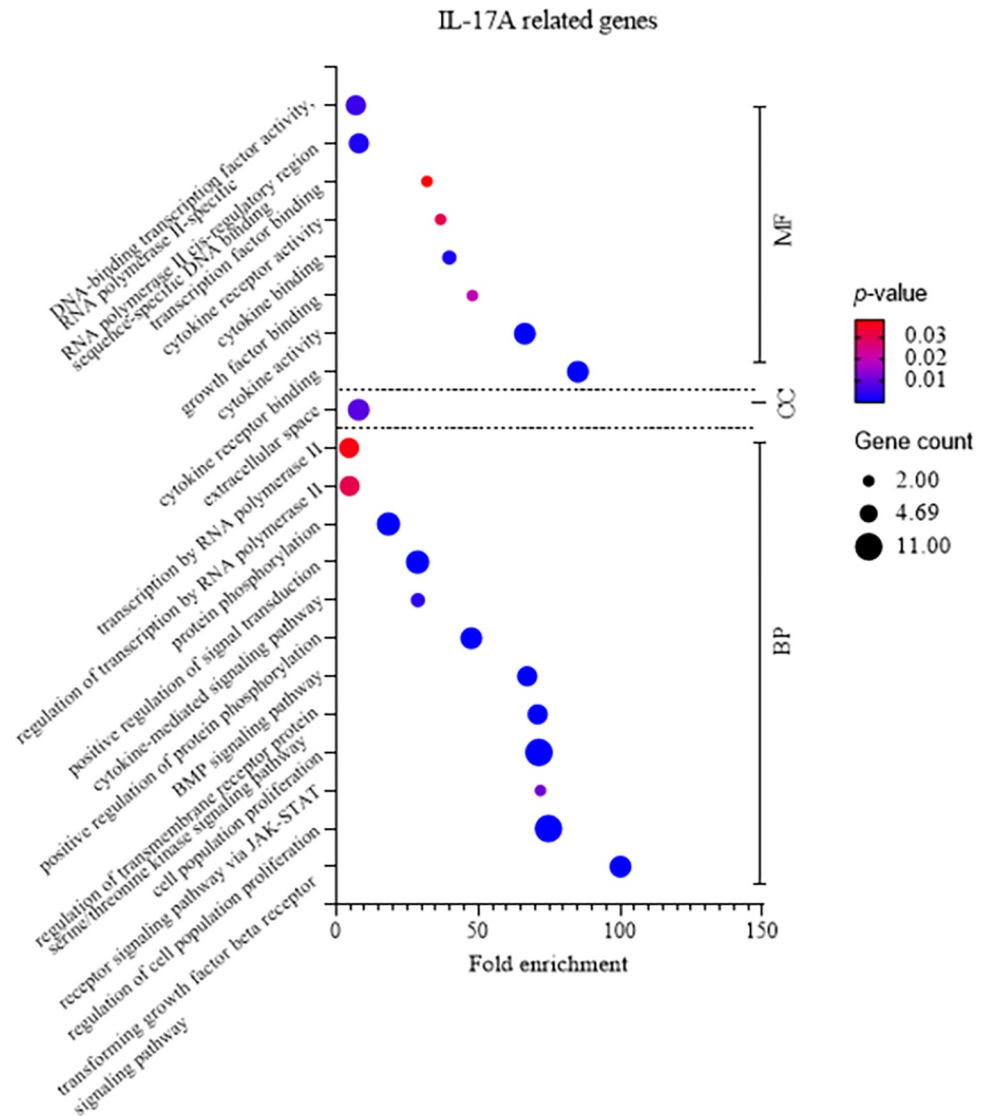 IL-17A related genes
DNA-binding transcription factor activity,
RNA polymerase II-specific
RNA polymerase II cis-regulatory region
sequence-specific DNA binding
transcription factor binding
cytokine receptor activity
cytokine binding
growth factor binding
cytokine activity
cytokine receptor binding
extracellular space
transcription by RNA polymerase II
regulation of transcription by RNA polymerase II
protein phosphorylation
positive regulation of signal transduction
cytokine-mediated signaling pathway
positive regulation of protein phosphorylation
BMP signaling pathway
regulation of transmembrane receptor protein
serine/threonine kinase signaling pathway
cell population proliferation
receptor signaling pathway via JAK-STAT
regulation of cell population proliferation
transforming growth factor beta receptor
signaling pathway
MF
CC
BP
0 50 100 150
Fold enrichment
p-value
0.03
0.02
0.01
Gene count
2.00
4.69
11.00